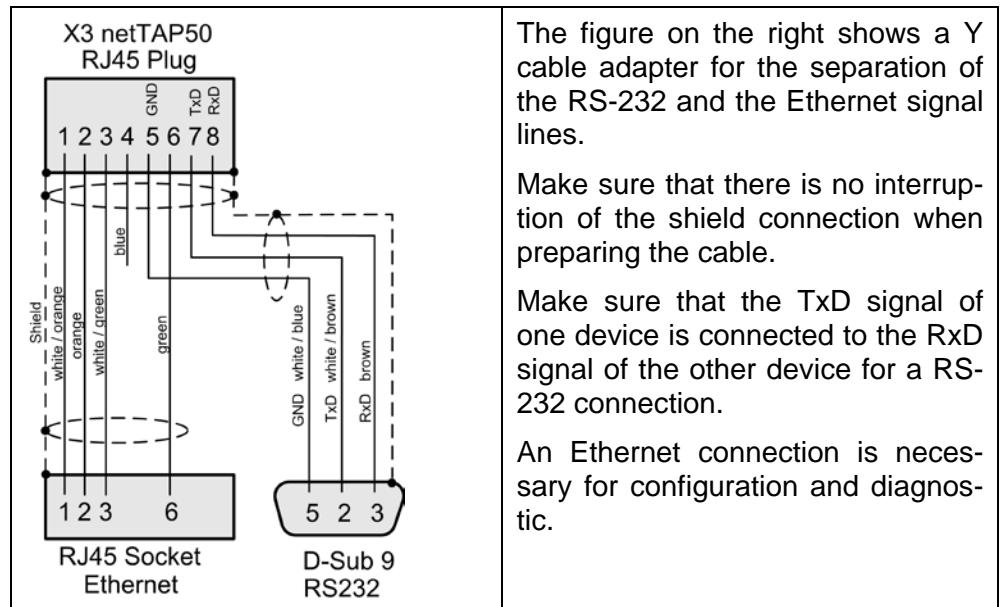 X3 netTAP50
RJ45 Plug
GND
TxD
RxD
1 2 3 4 5 6 7 8
blue
Shield
white / orange
orange
white / green
green
GND white / blue
TxD white / brown
RxD brown
1 2 3 6
5 2 3
RJ45 Socket
Ethernet
D-Sub 9
RS232
The figure on the right shows a Y
cable adapter for the separation of
the RS-232 and the Ethernet signal
lines.
Make sure that there is no interrup-
tion of the shield connection when
preparing the cable.
Make sure that the TxD signal of
one device is connected to the RxD
signal of the other device for a RS-
232 connection.
An Ethernet connection is neces-
sary for configuration and diagnos-
tic.